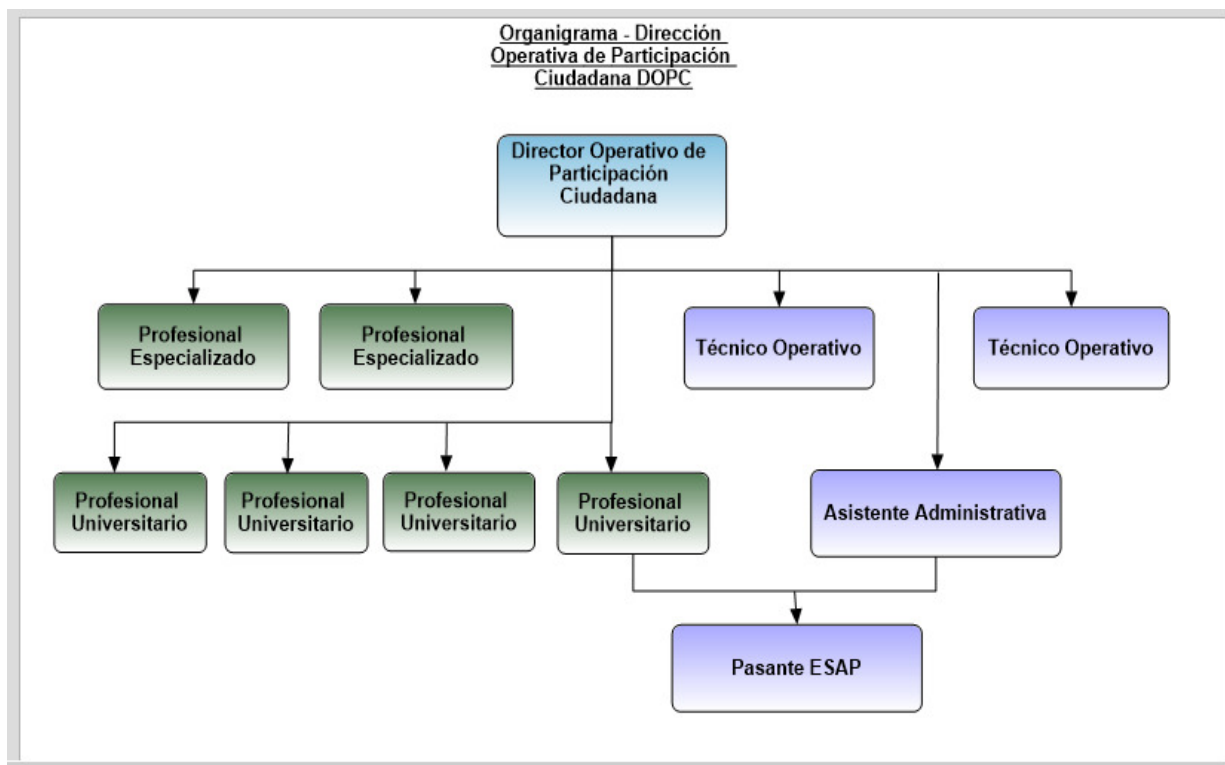 Organigrama - Dirección
Operativa de Participación
Ciudadana DOPC
Director Operativo de
Participación
Ciudadana
Profesional
Especializado
Profesional
Especializado
Técnico Operativo
Técnico Operativo
Profesional
Universitario
Profesional
Universitario
Profesional
Universitario
Profesional
Universitario
Asistente Administrativa
Pasante ESAP